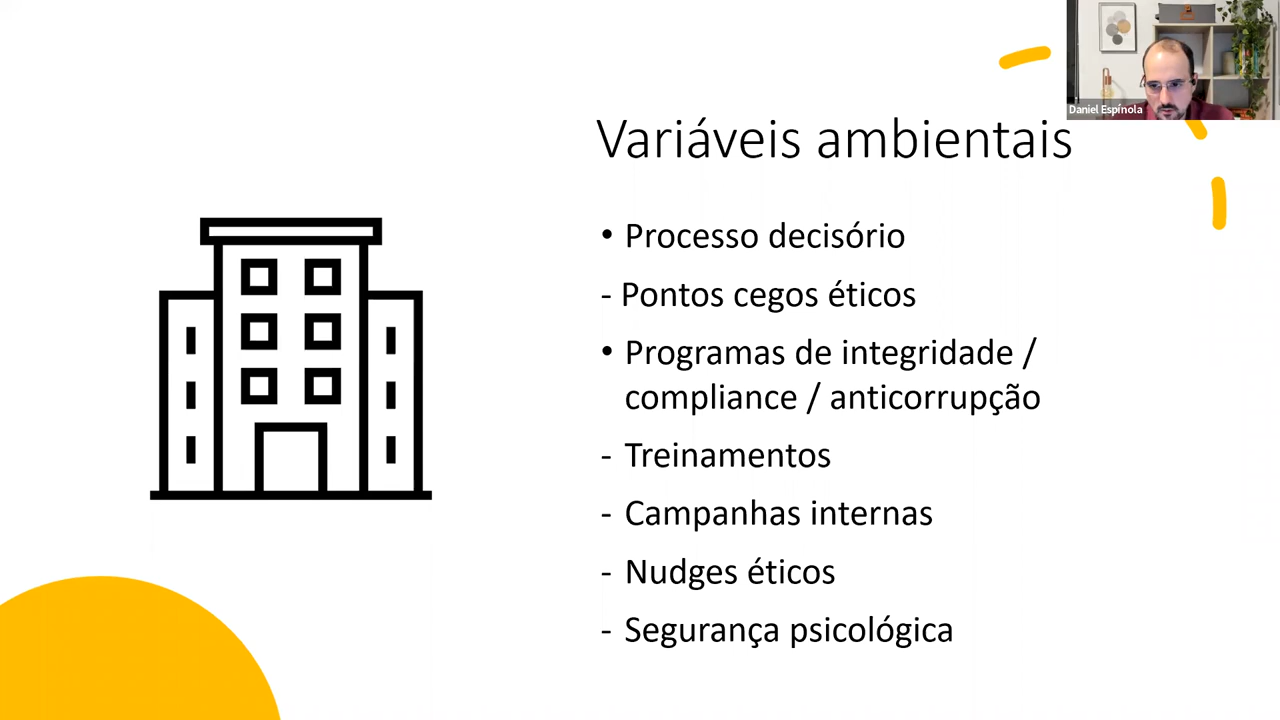 Daniel Espínola
Variáveis ambientais
• Processo decisório
- Pontos cegos éticos
• Programas de integridade /
compliance / anticorrupção
- Treinamentos
- Campanhas internas
- Nudges éticos
- Segurança psicológica